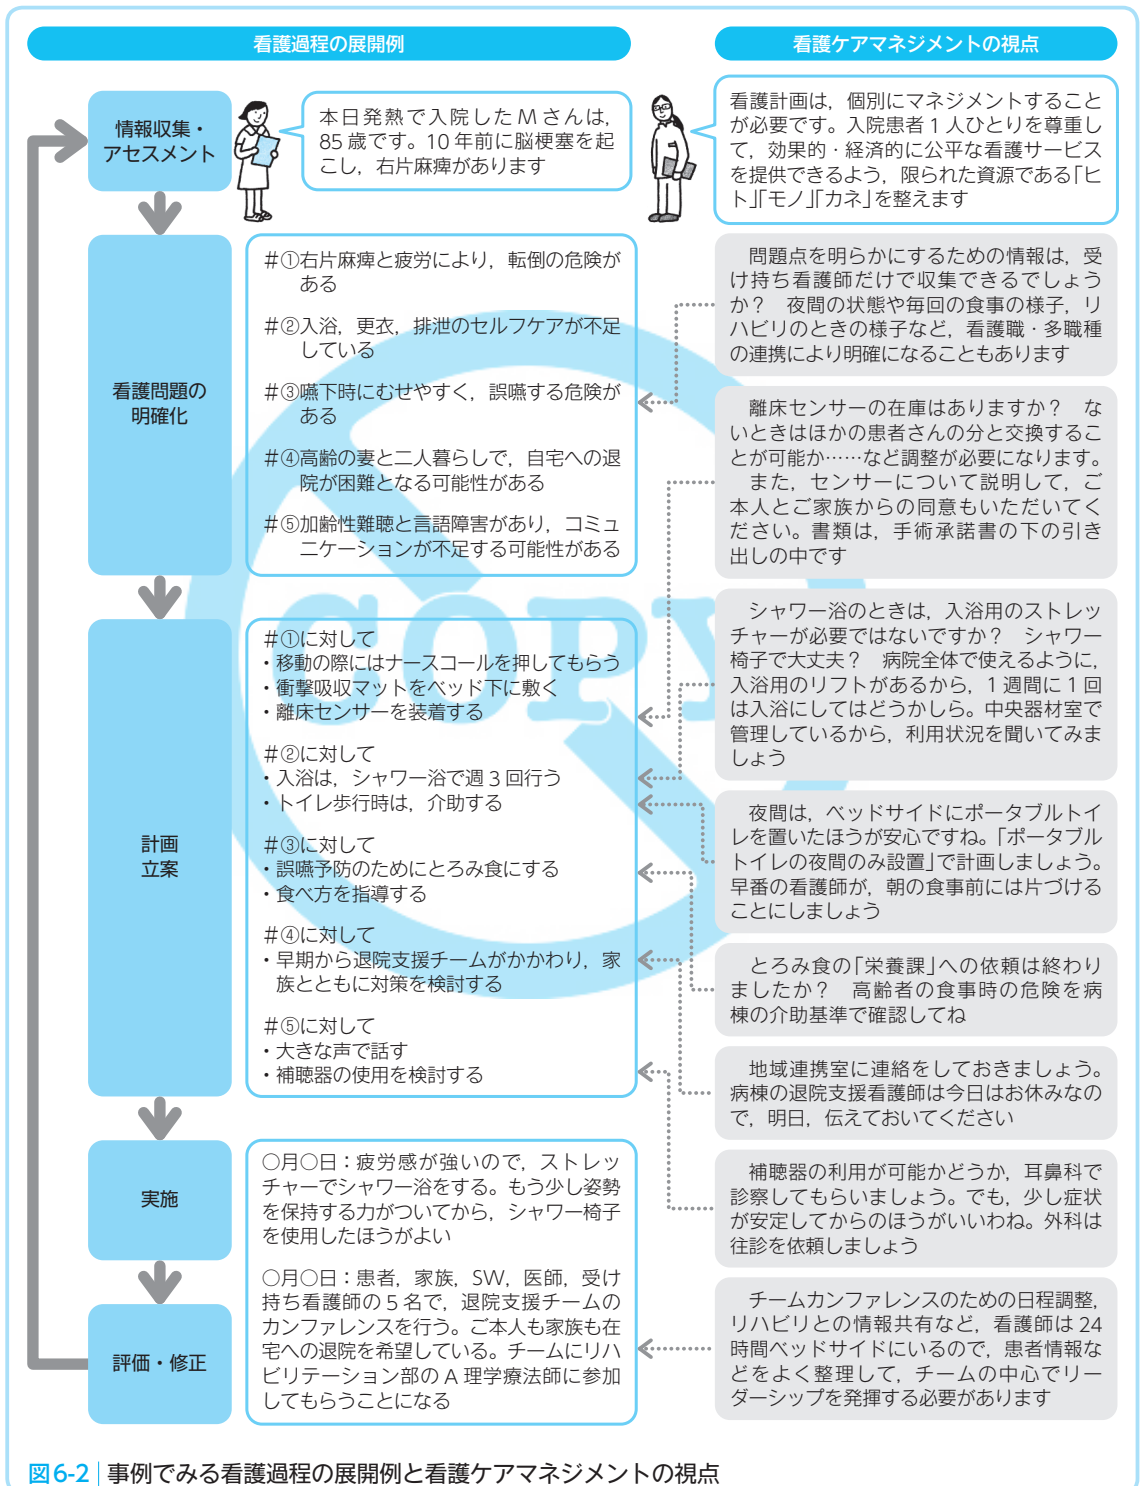 看護過程の展開例
看護ケアマネジメントの視点
情報収集・
アセスメント
本日発熱で入院したMさんは，
85歳です。10年前に脳梗塞を起
こし，右片麻痺があります
看護計画は，個別にマネジメントすること
が必要です。入院患者1人ひとりを尊重し
て，効果的・経済的に公平な看護サービス
を提供できるよう，限られた資源である「ヒ
ト」「モノ」「カネ」を整えます
看護問題の
明確化
＃①右片麻痺と疲労により，転倒の危険が
ある
＃②入浴，更衣，排泄のセルフケアが不足
している
＃③嚥下時にむせやすく，誤嚥する危険が
ある
＃④高齢の妻と二人暮らしで，自宅への退
院が困難となる可能性がある
＃⑤加齢性難聴と言語障害があり，コミュ
ニケーションが不足する可能性がある
問題点を明らかにするための情報は，受
け持ち看護師だけで収集できるでしょう
か？　夜間の状態や毎回の食事の様子，リ
ハビリのときの様子など，看護職・多職種
の連携により明確になることもあります
離床センサーの在庫はありますか？　な
いときはほかの患者さんの分と交換するこ
とが可能か……など調整が必要になります。
また，センサーについて説明して，ご
本人とご家族からの同意もいただいてく
ださい。書類は，手術承諾書の下の引き
出しの中です
計画
立案
＃①に対して
・移動の際にはナースコールを押してもらう
・衝撃吸収マットをベッド下に敷く
・離床センサーを装着する
＃②に対して
・入浴は，シャワー浴で週3回行う
・トイレ歩行時は，介助する
＃③に対して
・誤嚥予防のためにとろみ食にする
・食べ方を指導する
＃④に対して
・早期から退院支援チームがかかわり，家
族とともに対策を検討する
＃⑤に対して
・大きな声で話す
・補聴器の使用を検討する
シャワー浴のときは，入浴用のストレッ
チャーが必要ではないですか？　シャワー
椅子で大丈夫？　病院全体で使えるように，
入浴用のリフトがあるから，1週間に1回
は入浴にしてはどうかしら。中央器材室で
管理しているから，利用状況を聞いてみま
しょう
夜間は，ベッドサイドにポータブルトイ
レを置いたほうが安心ですね。「ポータブル
トイレの夜間のみ設置」で計画しましょう。
早番の看護師が，朝の食事前には片づける
ことにしましょう
とろみ食の「栄養課」への依頼は終わり
ましたか？　高齢者の食事時の危険を病
棟の介助基準で確認してね
地域連携室に連絡をしておきましょう。
病棟の退院支援看護師は今日はお休みなの
で，明日，伝えておいてください
実施
○月○日：疲労感が強いので，ストレッ
チャーでシャワー浴をする。もう少し姿勢
を保持する力がついてから，シャワー椅子
を使用したほうがよい
補聴器の利用が可能かどうか，耳鼻科で
診察してもらいましょう。でも，少し症状
が安定してからのほうがいいわね。外科は
往診を依頼しましょう
評価・修正
○月○日：患者，家族，SW，医師，受け
持ち看護師の5名で，退院支援チームの
カンファレンスを行う。ご本人も家族も在
宅への退院を希望している。チームにリハ
ビリテーション部のA理学療法師に参加
してもらうことになる
チームカンファレンスのための日程調整，
リハビリとの情報共有など，看護師は24
時間ベッドサイドにいるので，患者情報な
どをよく整理して，チームの中心でリー
ダーシップを発揮する必要があります
COPY
図6-2 事例でみる看護過程の展開例と看護ケアマネジメントの視点